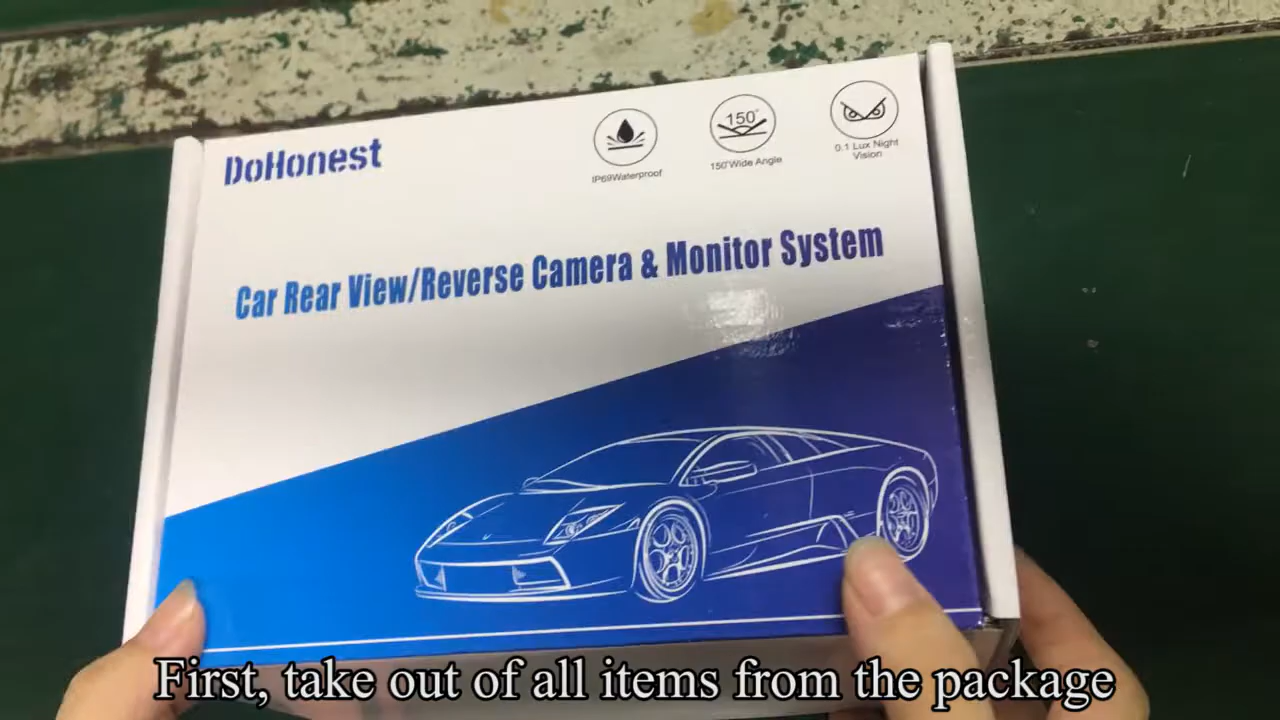 DoHonest
150°
IP69Waterproof
150°Wide Angle
0.1 Lux Night
Vision
Car Rear View/Reverse Camera & Monitor System
First, take out of all items from the package